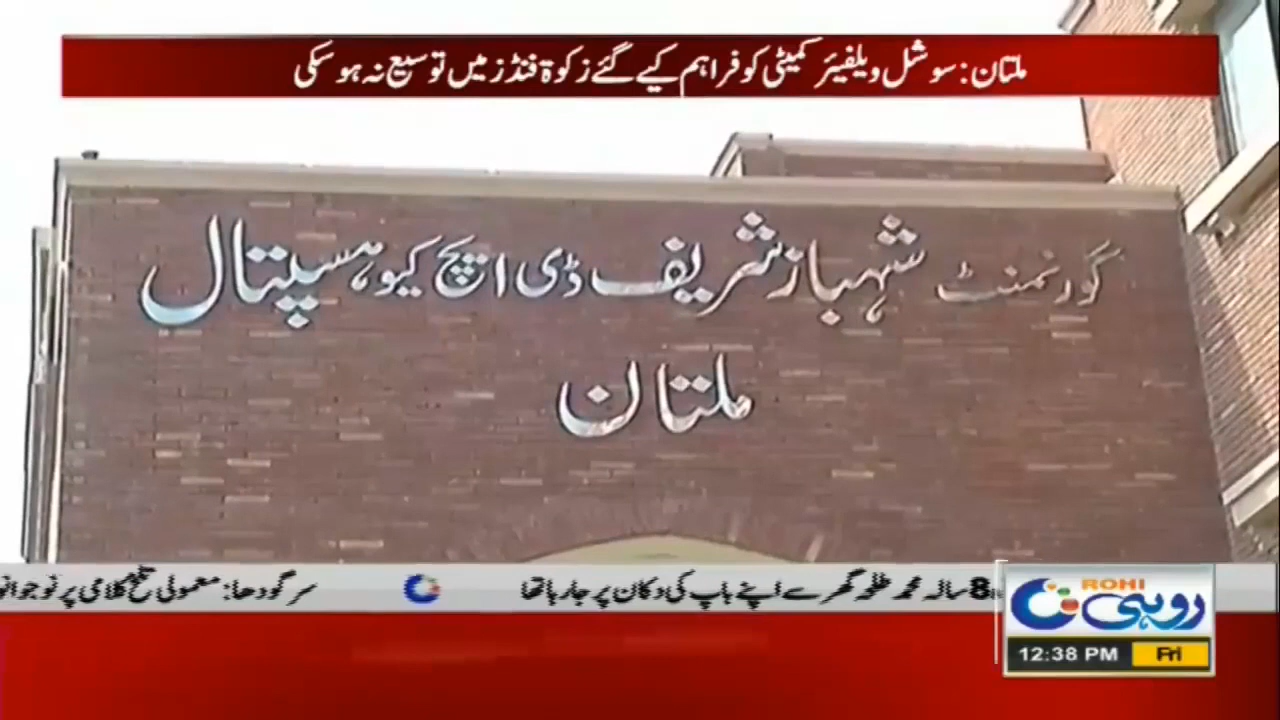 ملتان: سوشل ویلفیئر کمیٹی کو فراہم کیے گئے زکوۃ فنڈز میں توسیع نہ ہوسکی
گورنمنٹ شہباز شریف ڈی ایچ کیو ہسپتال
ملتان
8 سالہ محمد طلحہ گھر سے اپنے باپ کی دکان پر جا رہا تھا
سرگودھا: معمولی تلخ کلامی پر نوجوان
ROHI
روہی
12:38 PM Fri